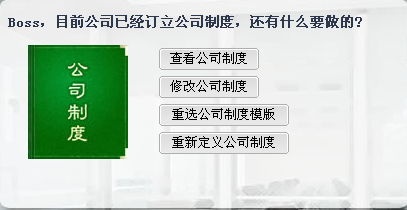 Boss，目前公司已经订立公司制度，还有什么要做的？
公司制度
查看公司制度
修改公司制度
重选公司制度模版
重新定义公司制度